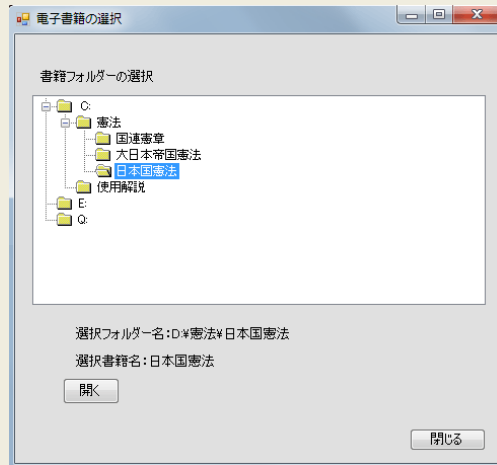 電子書籍の選択
書籍フォルダーの選択
C:
憲法
国連憲章
大日本帝国憲法
日本国憲法
使用解説
E:
Q:
選択フォルダー名:D:¥憲法¥日本国憲法
選択書籍名:日本国憲法
開く
閉じる